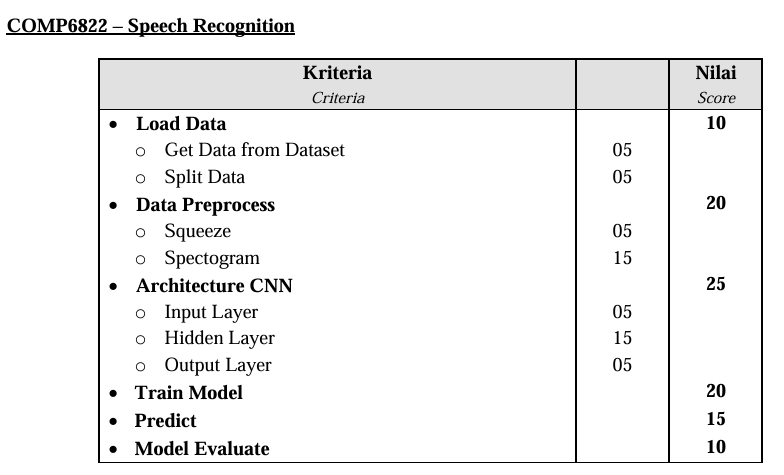 COMP6822 – Speech Recognition
Kriteria Nilai
Criteria Score
• Load Data 10
o Get Data from Dataset 05
o Split Data 05
• Data Preprocess 20
o Squeeze 05
o Spectogram 15
• Architecture CNN 25
o Input Layer 05
o Hidden Layer 15
o Output Layer 05
• Train Model 20
• Predict 15
• Model Evaluate 10